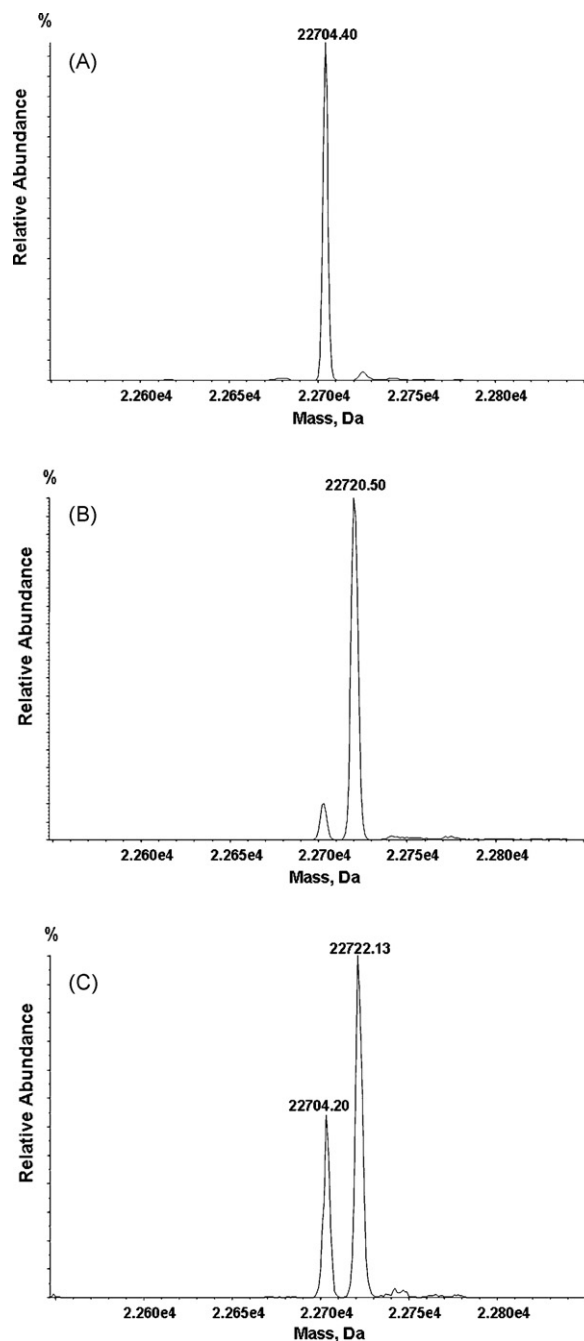 %
22704.40
(A)
Relative Abundance
2.260e4 2.265e4 2.270e4 2.275e4 2.280e4
Mass, Da
%
22720.50
(B)
Relative Abundance
2.260e4 2.265e4 2.270e4 2.275e4 2.280e4
Mass, Da
%
22722.13
(C)
22704.20
Relative Abundance
2.260e4 2.265e4 2.270e4 2.275e4 2.280e4
Mass, Da